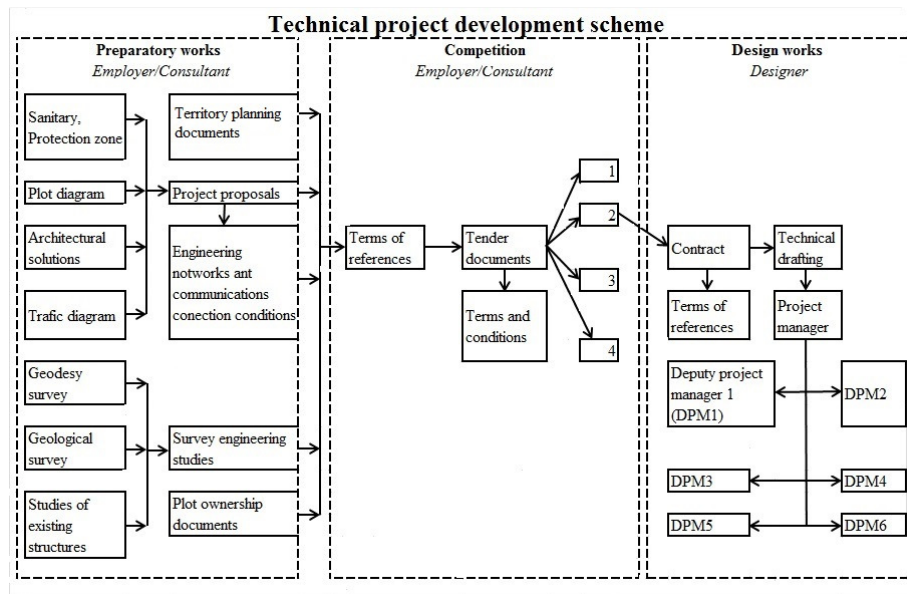 Technical project development scheme
Preparatory works
Employer/Consultant
Sanitary,
Protection zone
Plot diagram
Architectural
solutions
Trafic diagram
Geodesy
survey
Geological
survey
Studies of
existing
structures
Territory planning
documents
Project proposals
Engineering
notworks ant
communications
conection conditions
Survey engineering
studies
Plot ownership
documents
Competition
Employer/Consultant
Terms of
references
Tender
documents
Terms and
conditions
1
2
3
4
Design works
Designer
Contract
Technical
drafting
Terms of
references
Project
manager
Deputy project
manager 1
(DPM1)
DPM2
DPM3
DPM4
DPM5
DPM6